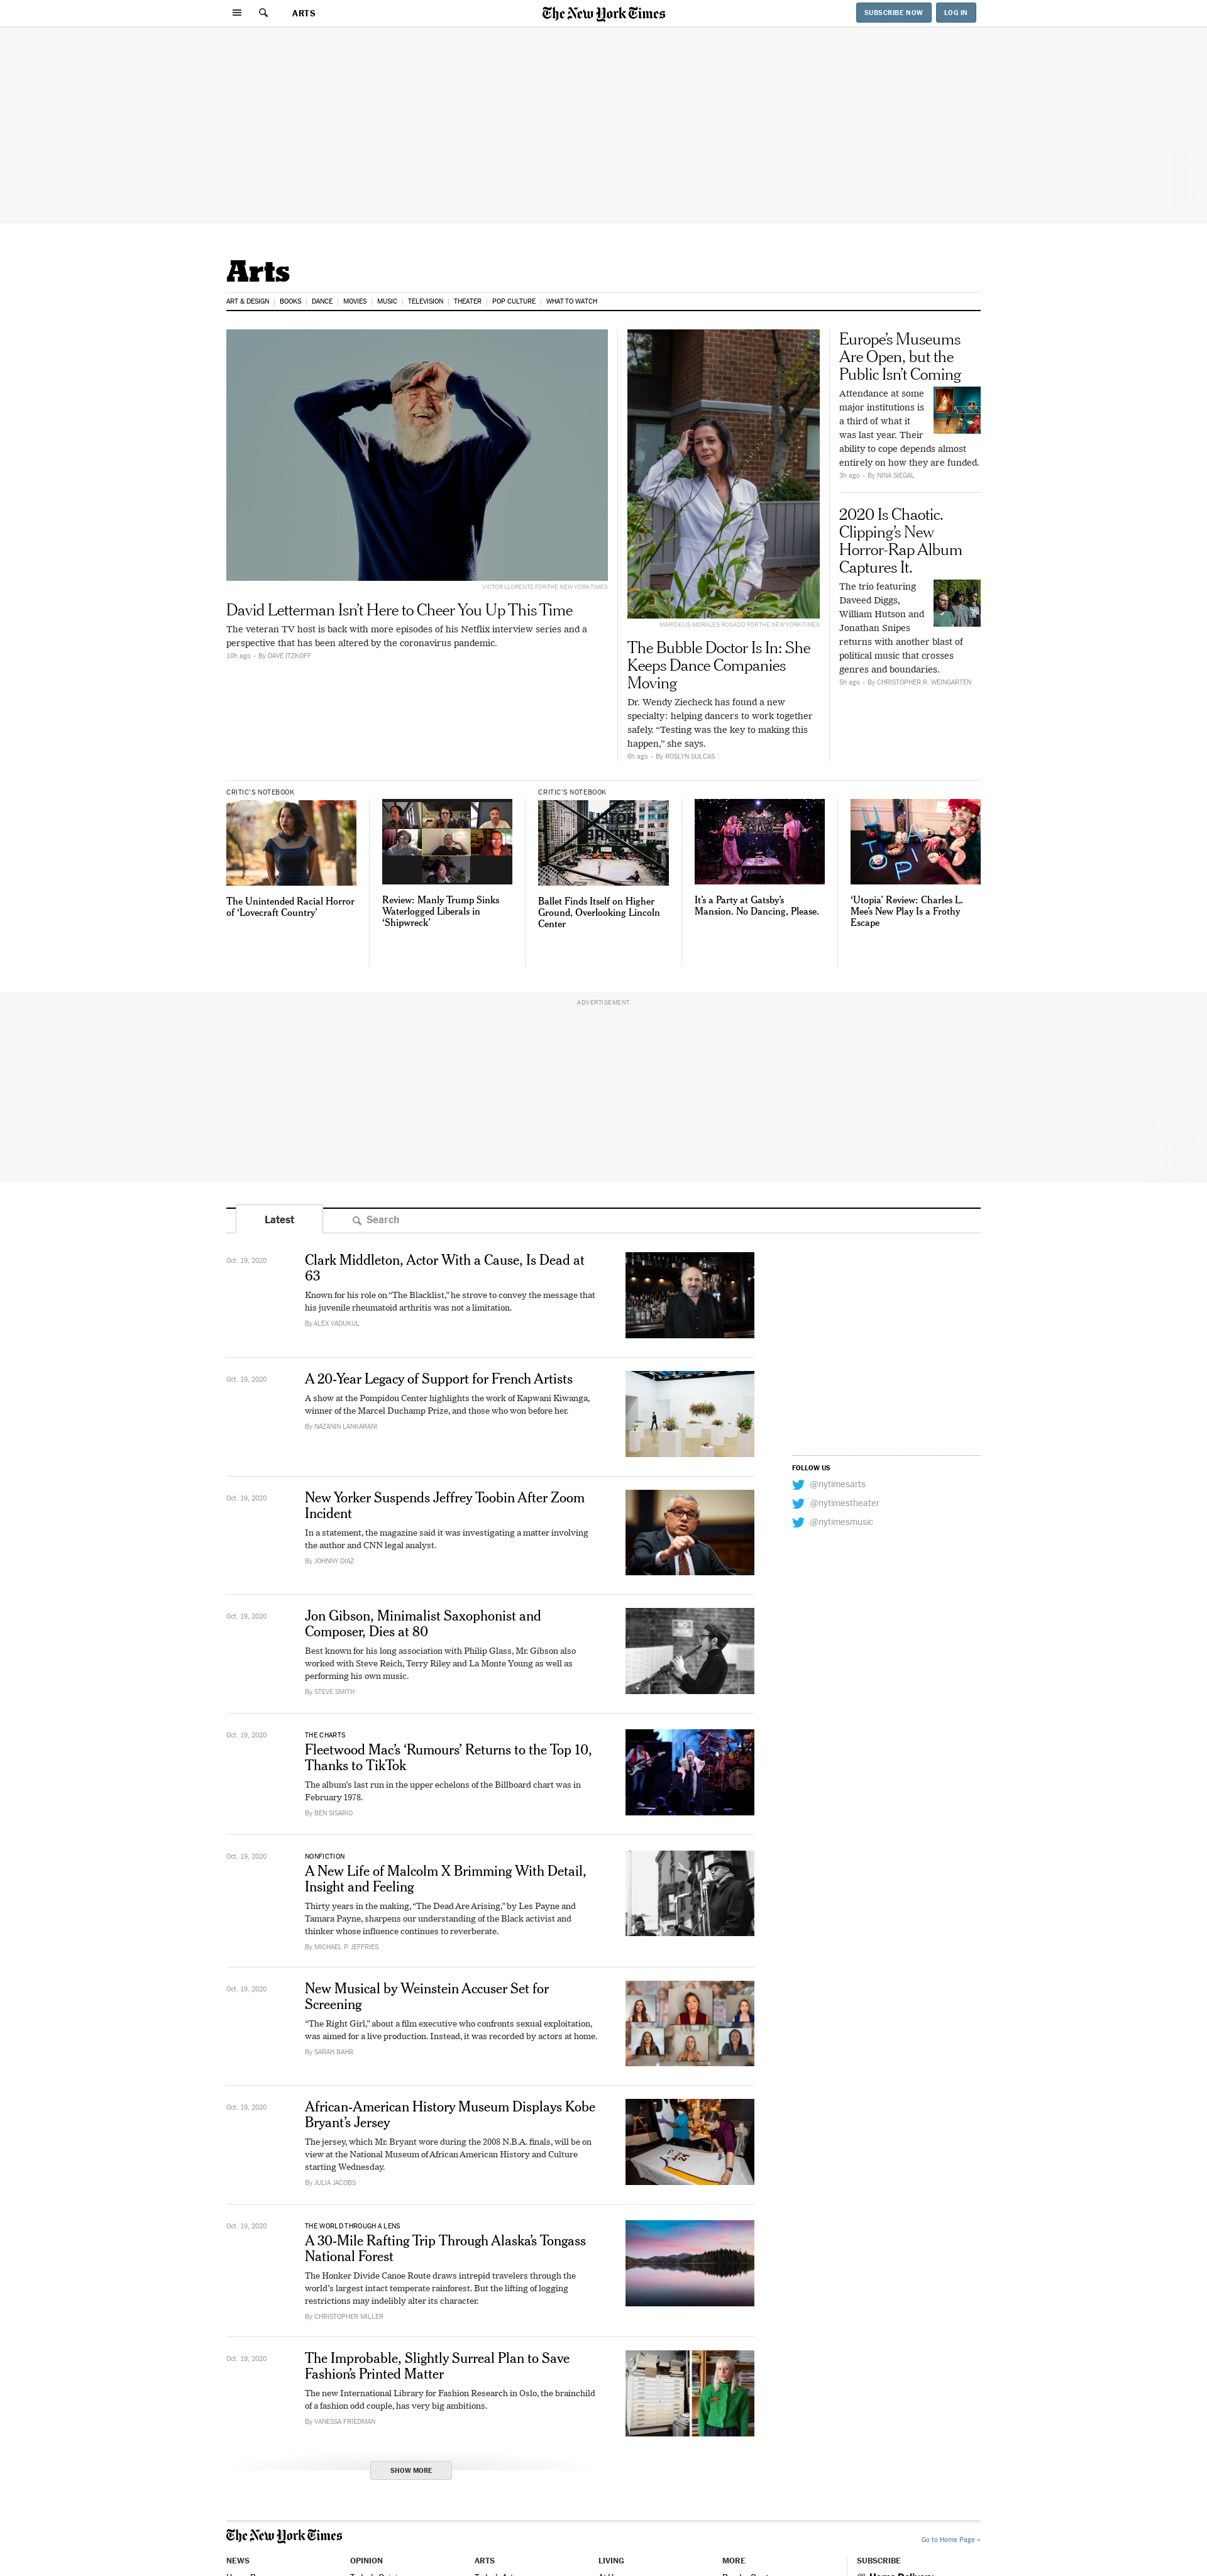 ARTS
The New York Times
SUBSCRIBE NOW
LOG IN
Arts
ART & DESIGN
BOOKS
DANCE
MOVIES
MUSIC
TELEVISION
THEATER
POP CULTURE
WHAT TO WATCH
VICTOR LLORENTE FOR THE NEW YORK TIMES
David Letterman Isn’t Here to Cheer You Up This Time
The veteran TV host is back with more episodes of his Netflix interview series and a
perspective that has been altered by the coronavirus pandemic.
10h ago • By DAVE ITZKOFF
MARIDELIS MORALES ROSADO FOR THE NEW YORK TIMES
The Bubble Doctor Is In: She
Keeps Dance Companies
Moving
Dr. Wendy Ziecheck has found a new
specialty: helping dancers to work together
safely. “Testing was the key to making this
happen,” she says.
6h ago • By ROSLYN SULCAS
Europe’s Museums
Are Open, but the
Public Isn’t Coming
Attendance at some
major institutions is
a third of what it
was last year. Their
ability to cope depends almost
entirely on how they are funded.
3h ago • By NINA SIEGAL
2020 Is Chaotic.
Clipping’s New
Horror-Rap Album
Captures It.
The trio featuring
Daveed Diggs,
William Hutson and
Jonathan Snipes
returns with another blast of
political music that crosses
genres and boundaries.
5h ago • By CHRISTOPHER R. WEINGARTEN
CRITIC’S NOTEBOOK
The Unintended Racial Horror
of ‘Lovecraft Country’
Review: Manly Trump Sinks
Waterlogged Liberals in
‘Shipwreck’
CRITIC’S NOTEBOOK
Ballet Finds Itself on Higher
Ground, Overlooking Lincoln
Center
It’s a Party at Gatsby’s
Mansion. No Dancing, Please.
‘Utopia’ Review: Charles L.
Mee’s New Play Is a Frothy
Escape
ADVERTISEMENT
Latest
Search
Oct. 19, 2020
Clark Middleton, Actor With a Cause, Is Dead at
63
Known for his role on “The Blacklist,” he strove to convey the message that
his juvenile rheumatoid arthritis was not a limitation.
By ALEX VADUKUL
Oct. 19, 2020
A 20-Year Legacy of Support for French Artists
A show at the Pompidou Center highlights the work of Kapwani Kiwanga,
winner of the Marcel Duchamp Prize, and those who won before her.
By NAZANIN LANKARANI
FOLLOW US
@nytimesarts
@nytimestheater
@nytimesmusic
Oct. 19, 2020
New Yorker Suspends Jeffrey Toobin After Zoom
Incident
In a statement, the magazine said it was investigating a matter involving
the author and CNN legal analyst.
By JOHNNY DIAZ
Oct. 19, 2020
Jon Gibson, Minimalist Saxophonist and
Composer, Dies at 80
Best known for his long association with Philip Glass, Mr. Gibson also
worked with Steve Reich, Terry Riley and La Monte Young as well as
performing his own music.
By STEVE SMITH
Oct. 19, 2020
THE CHARTS
Fleetwood Mac’s ‘Rumours’ Returns to the Top 10,
Thanks to TikTok
The album’s last run in the upper echelons of the Billboard chart was in
February 1978.
By BEN SISARIO
Oct. 19, 2020
NONFICTION
A New Life of Malcolm X Brimming With Detail,
Insight and Feeling
Thirty years in the making, “The Dead Are Arising,” by Les Payne and
Tamara Payne, sharpens our understanding of the Black activist and
thinker whose influence continues to reverberate.
By MICHAEL P. JEFFRIES
Oct. 19, 2020
New Musical by Weinstein Accuser Set for
Screening
“The Right Girl,” about a film executive who confronts sexual exploitation,
was aimed for a live production. Instead, it was recorded by actors at home.
By SARAH BAHR
Oct. 19, 2020
African-American History Museum Displays Kobe
Bryant’s Jersey
The jersey, which Mr. Bryant wore during the 2008 N.B.A. finals, will be on
view at the National Museum of African American History and Culture
starting Wednesday.
By JULIA JACOBS
Oct. 19, 2020
THE WORLD THROUGH A LENS
A 30-Mile Rafting Trip Through Alaska’s Tongass
National Forest
The Honker Divide Canoe Route draws intrepid travelers through the
world’s largest intact temperate rainforest. But the lifting of logging
restrictions may indelibly alter its character.
By CHRISTOPHER MILLER
Oct. 19, 2020
The Improbable, Slightly Surreal Plan to Save
Fashion’s Printed Matter
The new International Library for Fashion Research in Oslo, the brainchild
of a fashion odd couple, has very big ambitions.
By VANESSA FRIEDMAN
SHOW MORE
The New York Times
Go to Home Page »
NEWS
OPINION
ARTS
LIVING
MORE
SUBSCRIBE